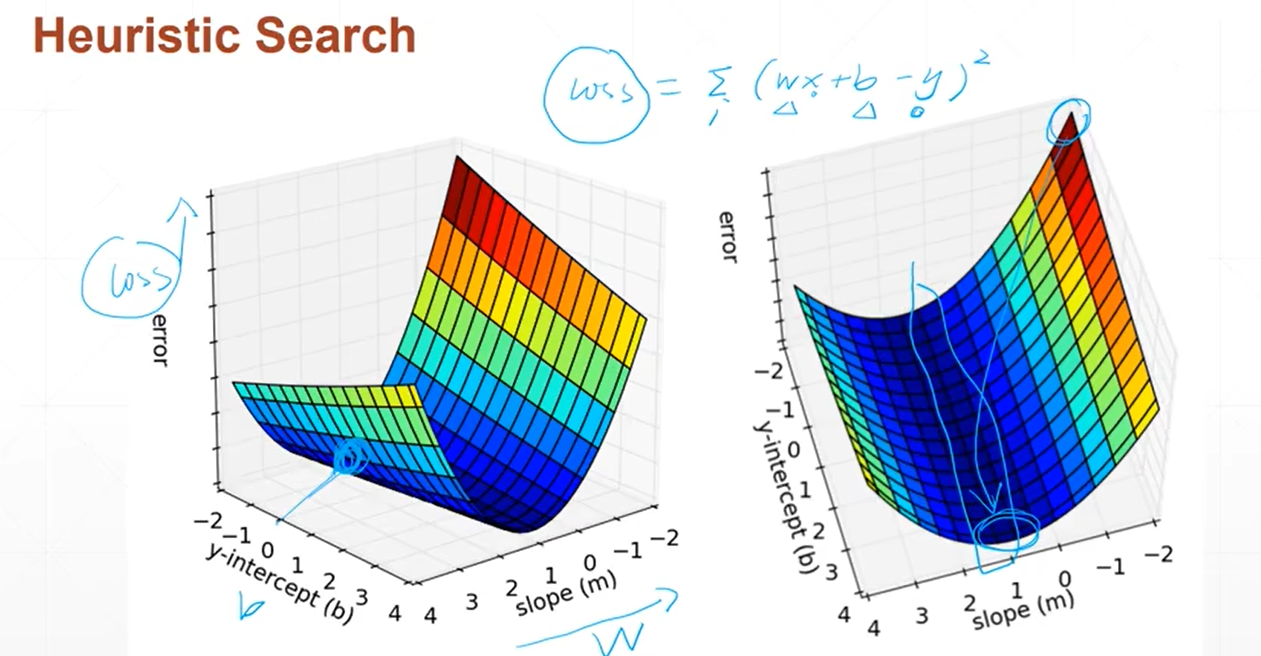 Heuristic Search
loss = Σ (wx+b-y)²
i
loss
error
-2
-1
0
1
2
3
4
y-intercept (b)
b
4
3
2
1
0
-1
-2
slope (m)
W
error
-2
-1
0
1
2
3
4
y-intercept (b)
4
3
2
1
0
-1
-2
slope (m)